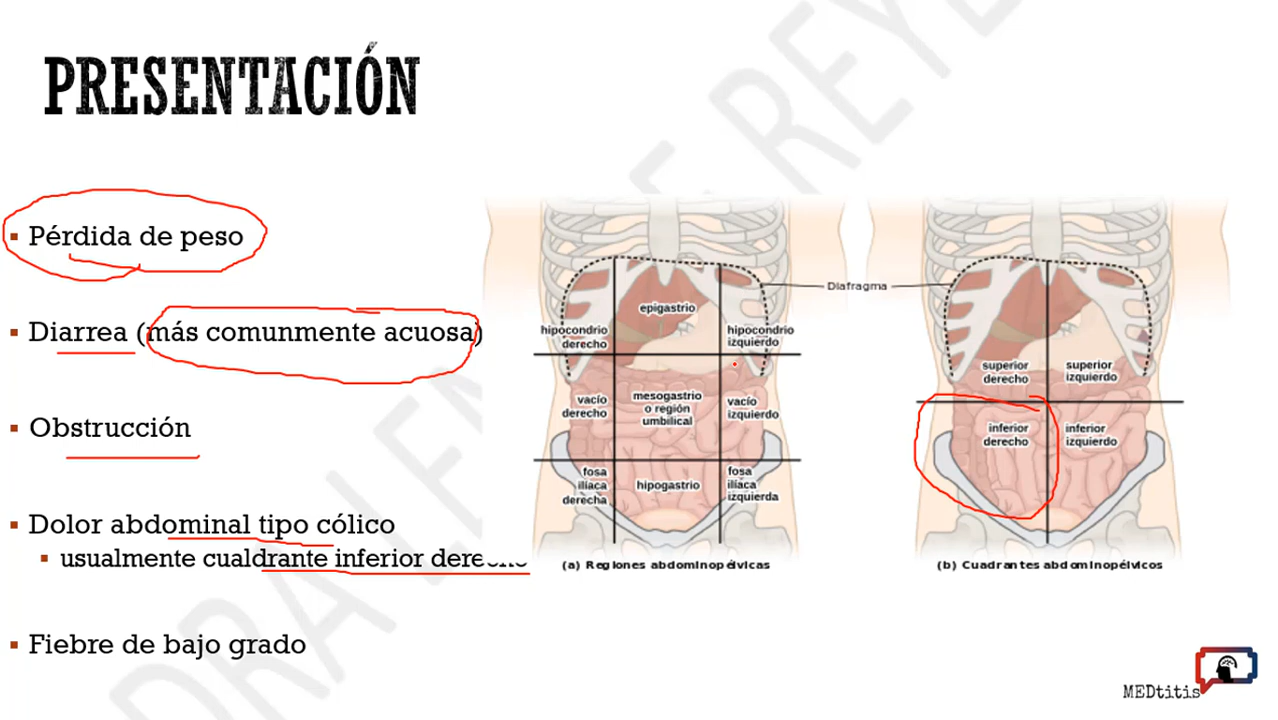 PRESENTACIÓN
▪ Pérdida de peso
▪ Diarrea (más comunmente acuosa)
▪ Obstrucción
▪ Dolor abdominal tipo cólico
▪ usualmente cualdrante inferior derecho
▪ Fiebre de bajo grado
epigastrio
hipocondrio
derecho
hipocondrio
izquierdo
vacío
derecho
mesogastrio
o región
umbilical
vacío
izquierdo
fosa
ilíaca
derecha
hipogastrio
fosa
ilíaca
izquierda
(a) Regiones abdominopélvicas
Diafragma
superior
derecho
superior
izquierdo
inferior
derecho
inferior
izquierdo
(b) Cuadrantes abdominopélvicos
MEDtitis